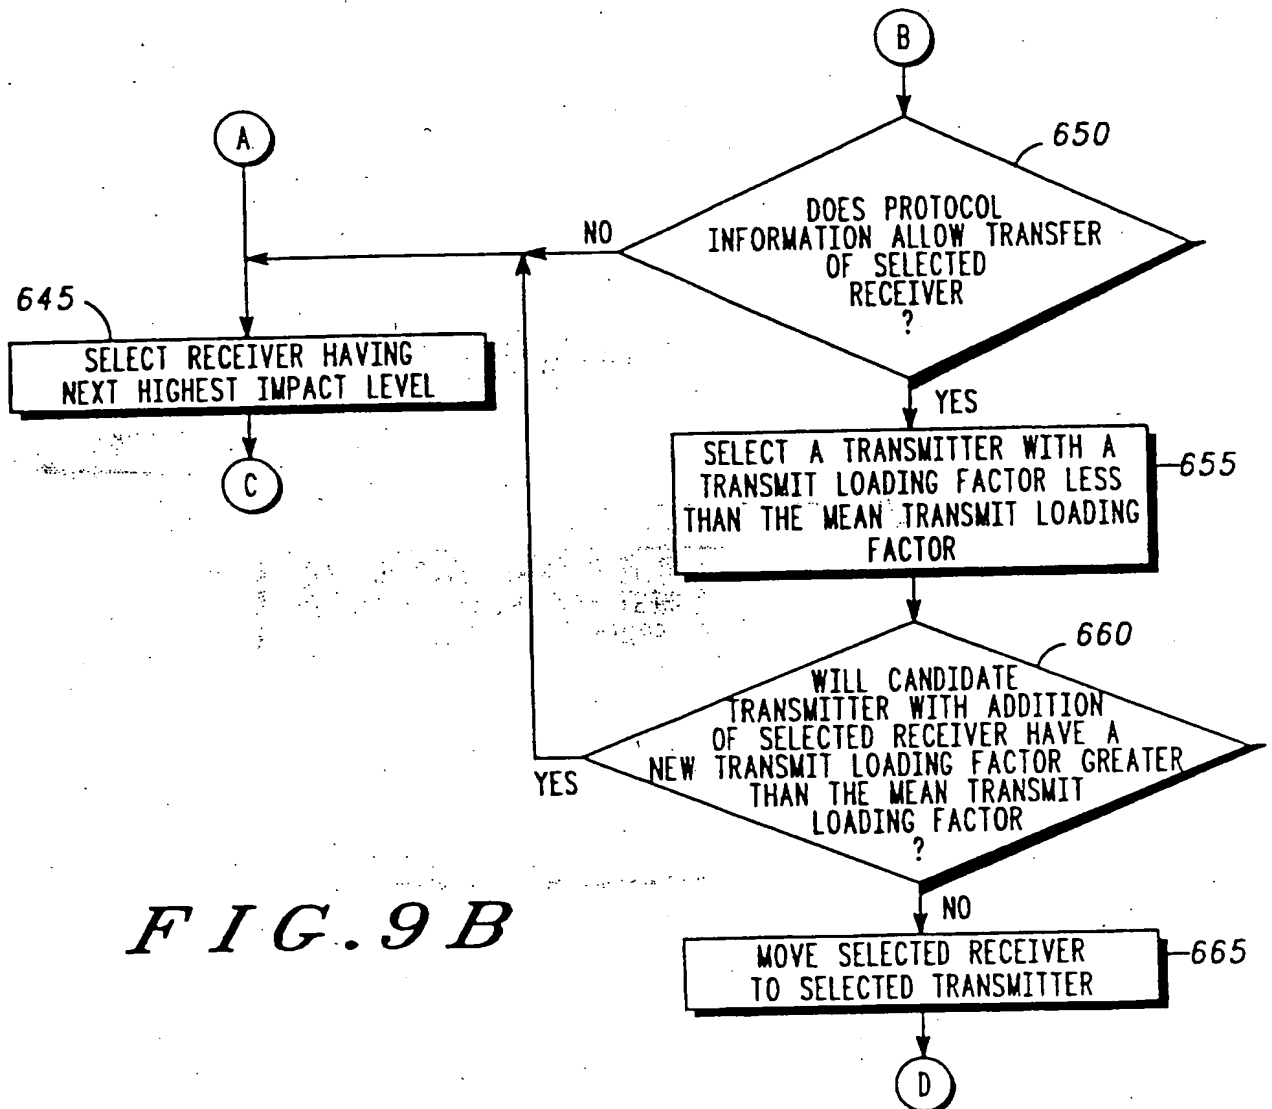 B
A
650
DOES PROTOCOL
INFORMATION ALLOW TRANSFER
OF SELECTED
RECEIVER
?
NO
645
SELECT RECEIVER HAVING
NEXT HIGHEST IMPACT LEVEL
YES
C
SELECT A TRANSMITTER WITH A
TRANSMIT LOADING FACTOR LESS
THAN THE MEAN TRANSMIT LOADING
FACTOR
655
660
WILL CANDIDATE
TRANSMITTER WITH ADDITION
OF SELECTED RECEIVER HAVE A
NEW TRANSMIT LOADING FACTOR GREATER
THAN THE MEAN TRANSMIT
LOADING FACTOR
?
YES
NO
FIG.9B
MOVE SELECTED RECEIVER
TO SELECTED TRANSMITTER
665
D